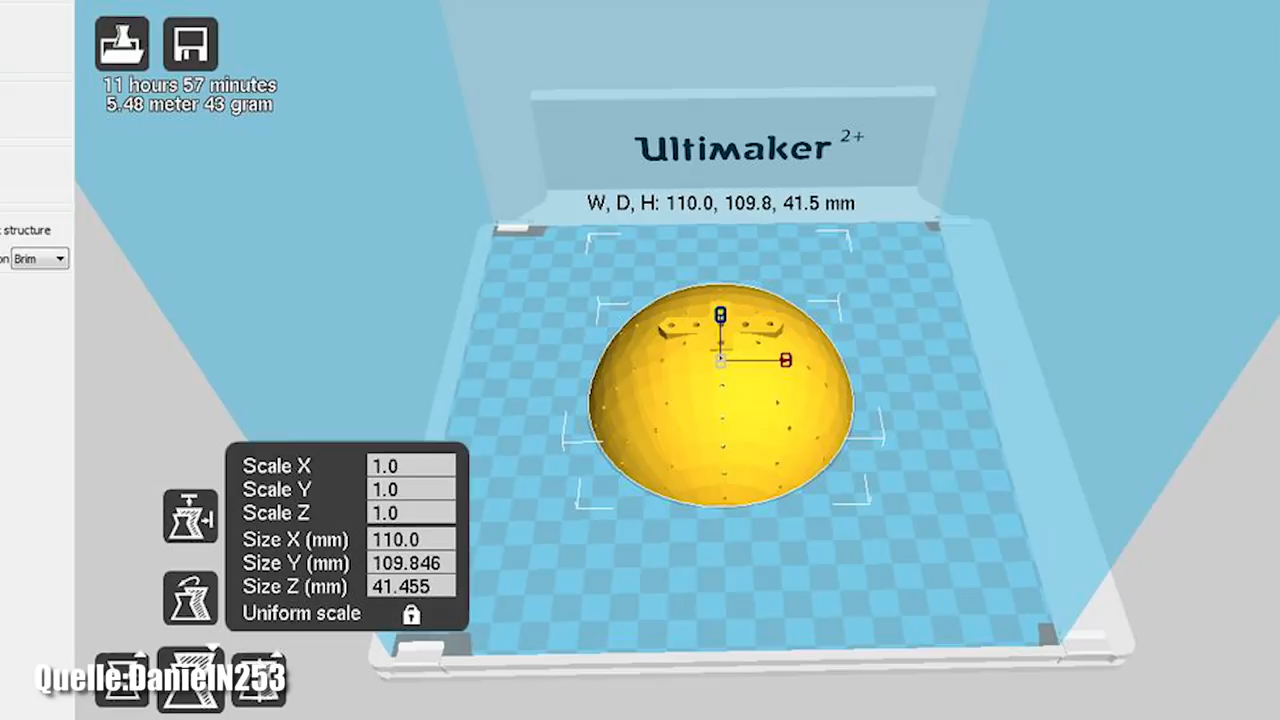 11 hours 57 minutes
5.48 meter 43 gram
Ultimaker 2+
W, D, H: 110.0, 109.8, 41.5 mm
structure
Brim
Scale X 1.0
Scale Y 1.0
Scale Z 1.0
Size X (mm) 110.0
Size Y (mm) 109.846
Size Z (mm) 41.455
Uniform scale
Quelle:DanielN253